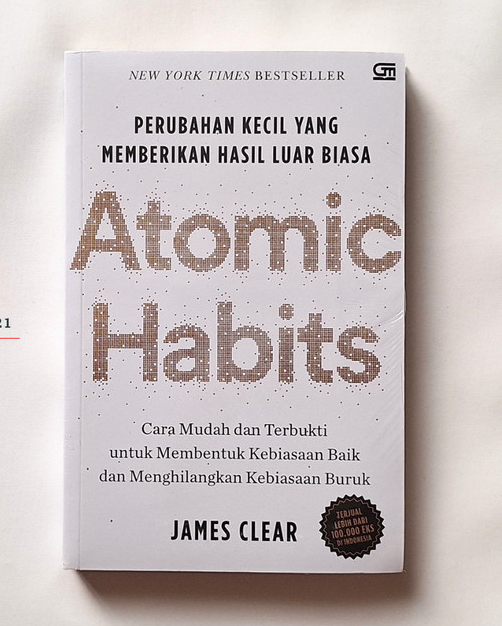 NEW YORK TIMES BESTSELLER
PERUBAHAN KECIL YANG
MEMBERIKAN HASIL LUAR BIASA
Atomic
Habits
21
Cara Mudah dan Terbukti
untuk Membentuk Kebiasaan Baik
dan Menghilangkan Kebiasaan Buruk
JAMES CLEAR
TERJUAL
LEBIH DARI
100.000 EKS
DI INDONESIA